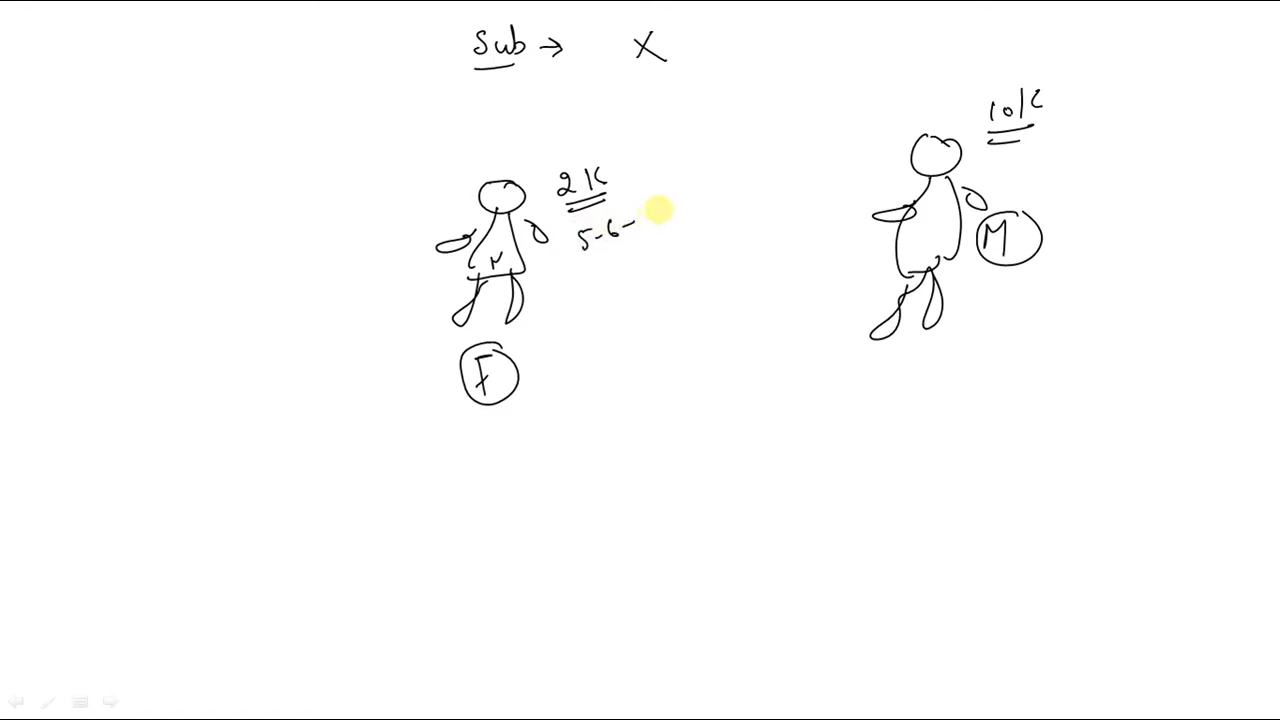 Sub → X
10K
2K
5-6-
M
F